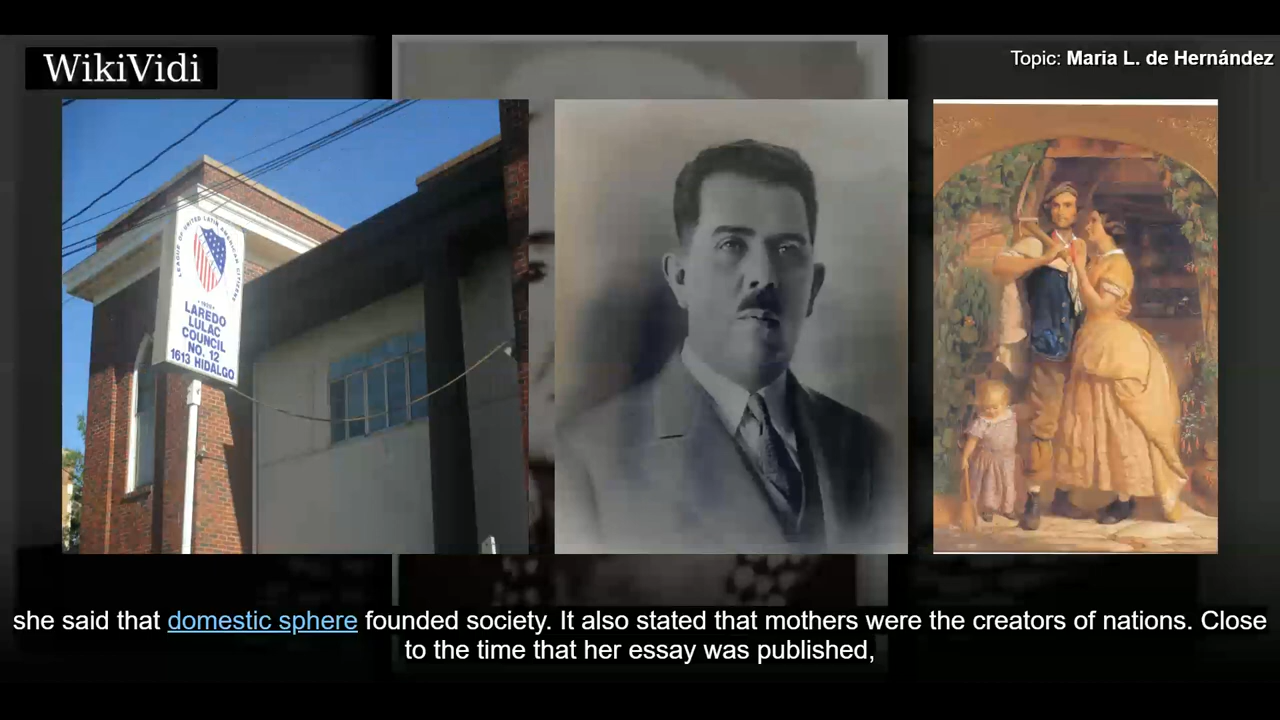 WikiVidi
Topic: Maria L. de Hernández
LEAGUE OF UNITED LATIN AMERICAN CITIZENS
LAREDO
LULAC
COUNCIL
NO. 12
1613 HIDALGO
she said that domestic sphere founded society. It also stated that mothers were the creators of nations. Close
to the time that her essay was published,